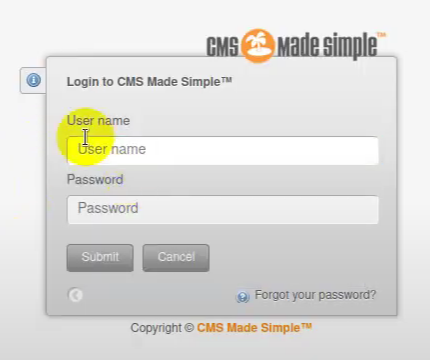 CMS made simple™
Login to CMS Made Simple™
User name
User name
Password
Password
Submit Cancel
Forgot your password?
Copyright © CMS Made Simple™